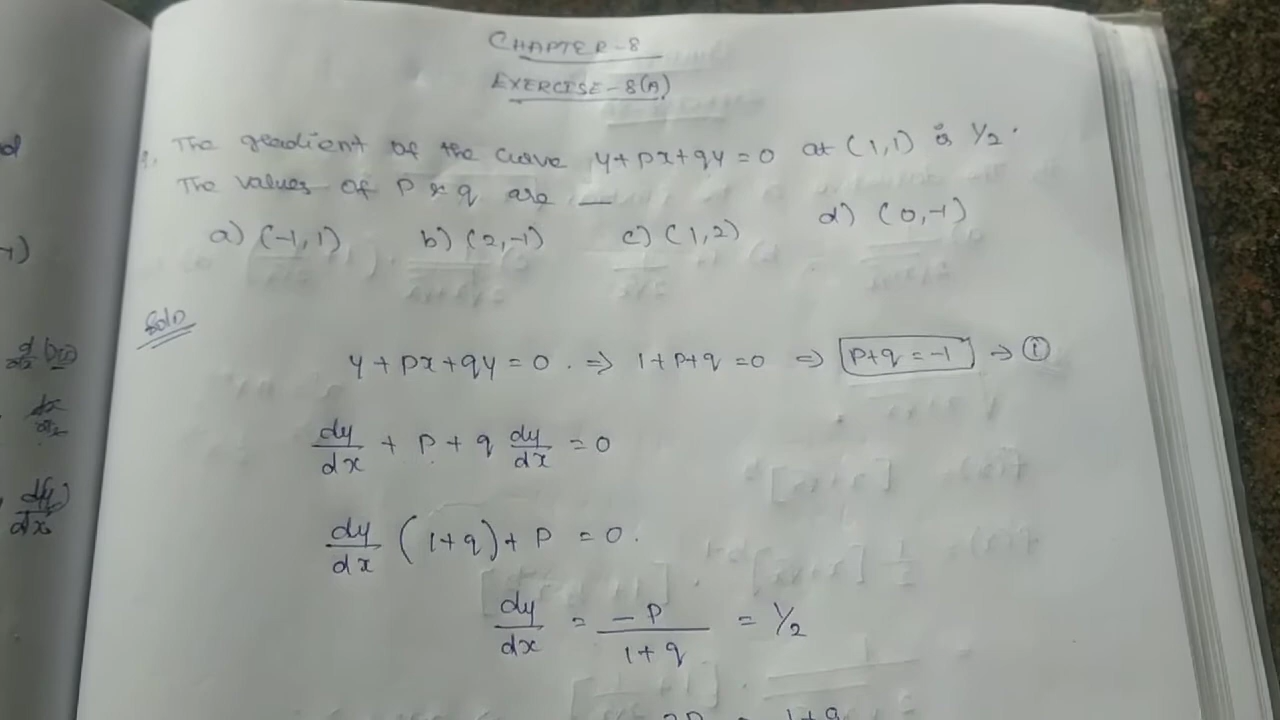 CHAPTER-8
EXERCISE-8(A)
1. The gradient of the curve y+px+qy=0 at (1,1) is 1/2.
The values of P & q are —
a) (-1,1) b) (2,-1) c) (1,2) d) (0,-1)
Soln
y+px+qy=0. ⇒ 1+p+q=0 ⇒ p+q=-1 → ①
dy/dx + p + q dy/dx = 0
dy/dx (1+q) + p = 0.
dy/dx = -p/1+q = 1/2